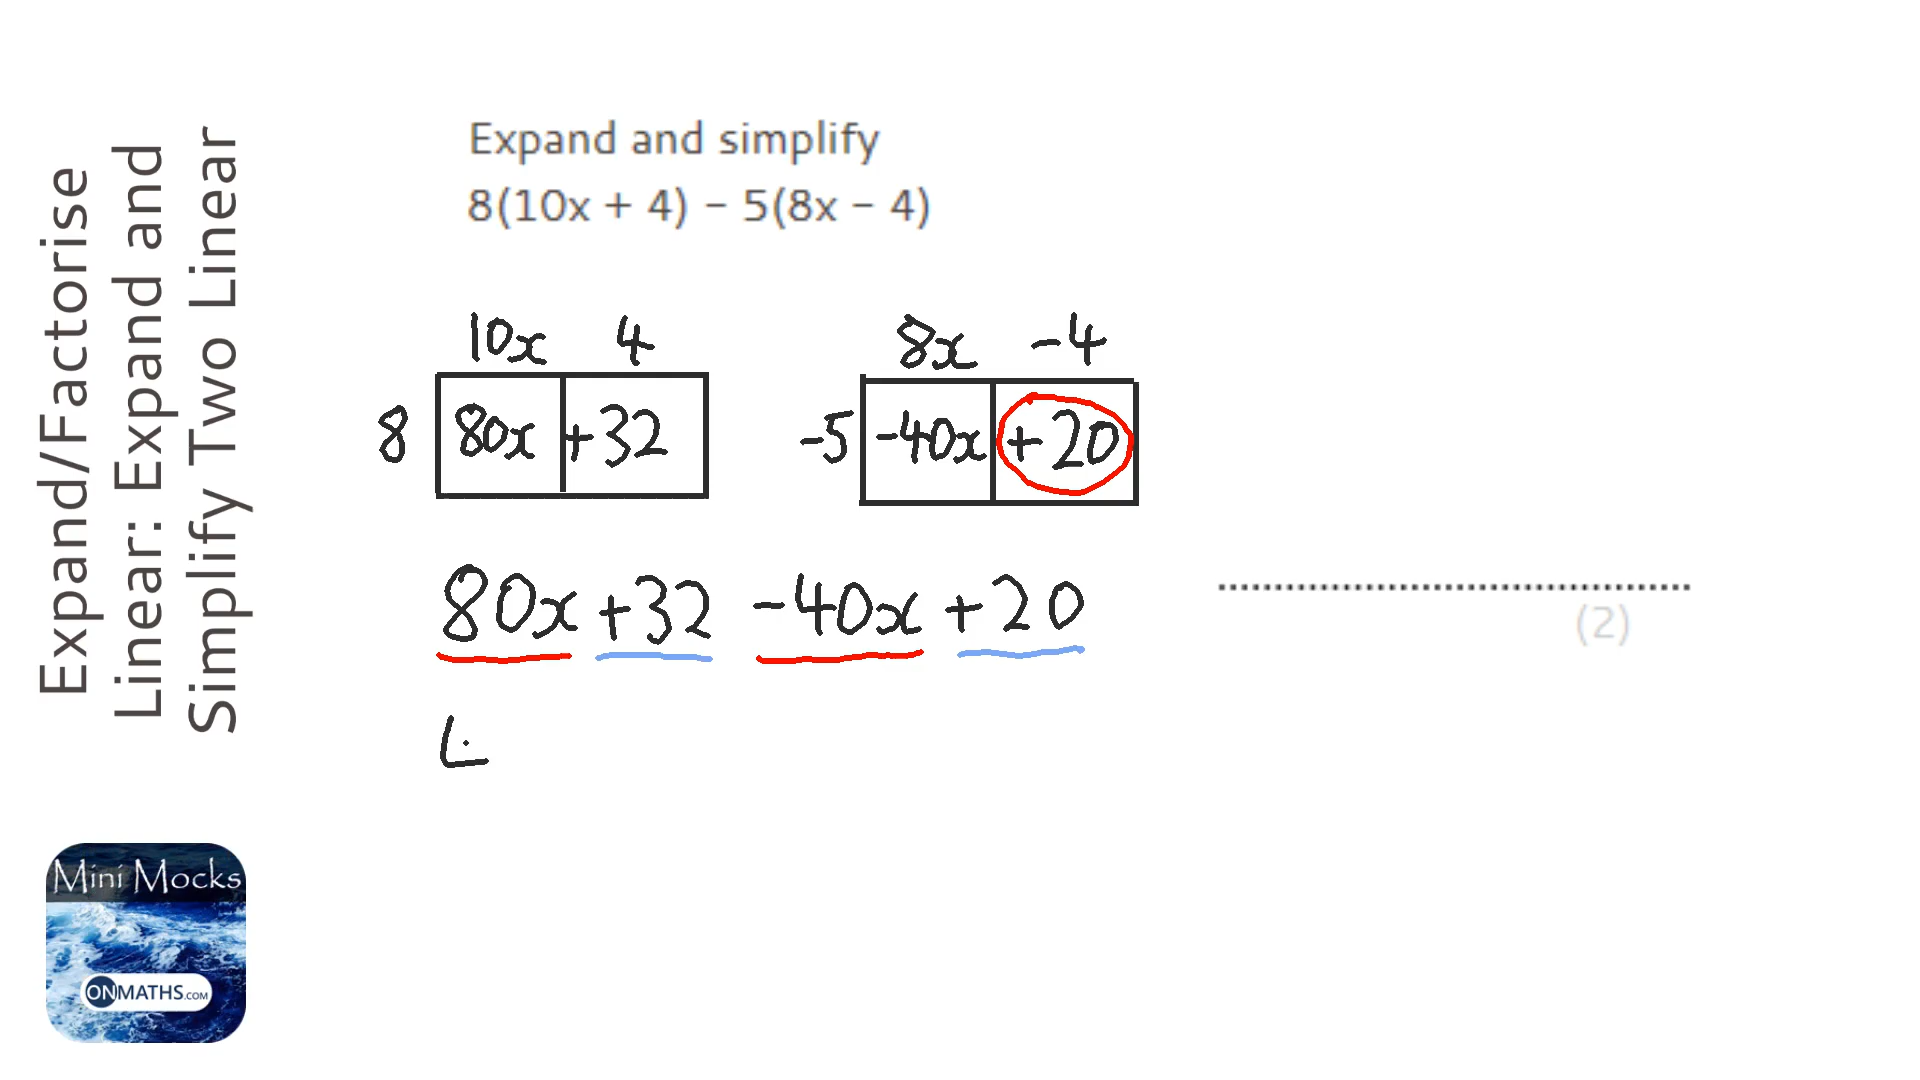 Expand/Factorise
Linear: Expand and
Simplify Two Linear
Expand and simplify
8(10x + 4) − 5(8x − 4)
10x 4
8 80x +32
8x -4
-5 -40x +20
80x +32 -40x +20
(2)
Mini Mocks
ONMATHS.COM